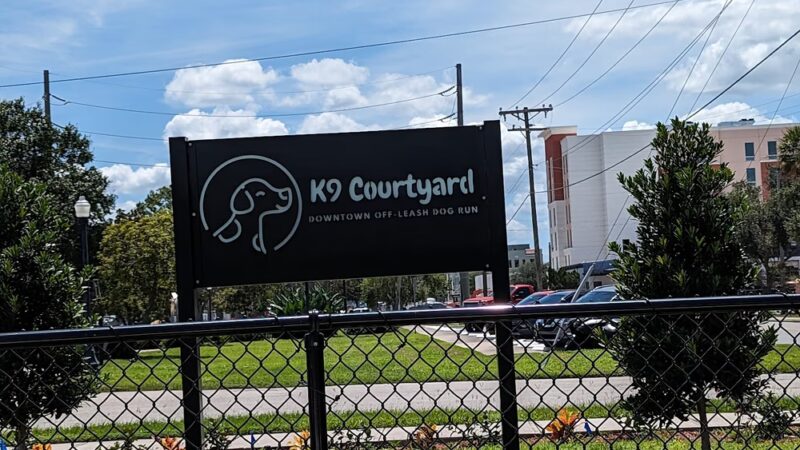 K9 Courtyard
DOWNTOWN OFF-LEASH DOG RUN